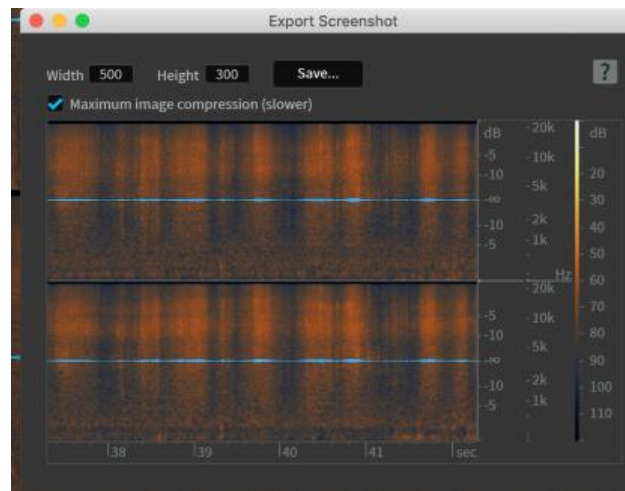 Export Screenshot
Width 500 Height 300 Save... ?
Maximum image compression (slower)
dB -20k dB
-5 -10k
-10 20
-5k
-∞ 30
-2k 40
-10
-5 -1k 50
Hz 60
-20k
-5 70
-10k
-10 80
-5k
-∞ 90
-10 -2k 100
-5 -1k
110
38 39 40 41 sec